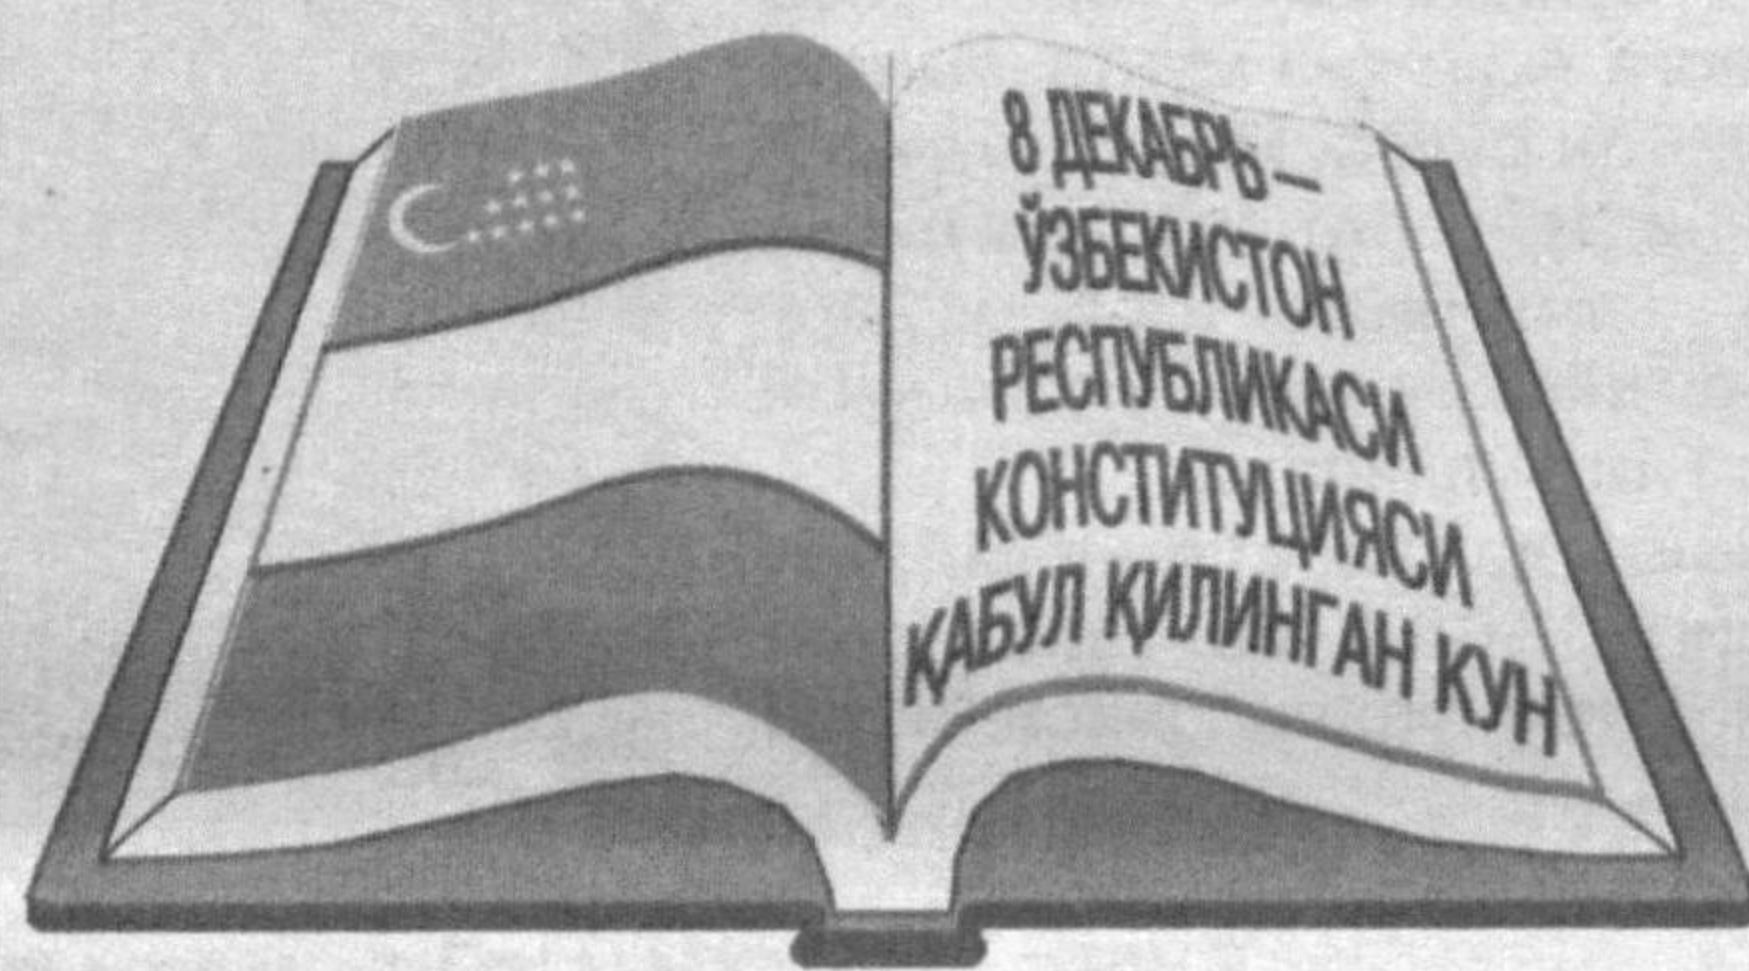 8 ДЕКАБРЬ —
ЎЗБЕКИСТОН
РЕСПУБЛИКАСИ
КОНСТИТУЦИЯСИ
ҚАБУЛ ҚИЛИНГАН КУН